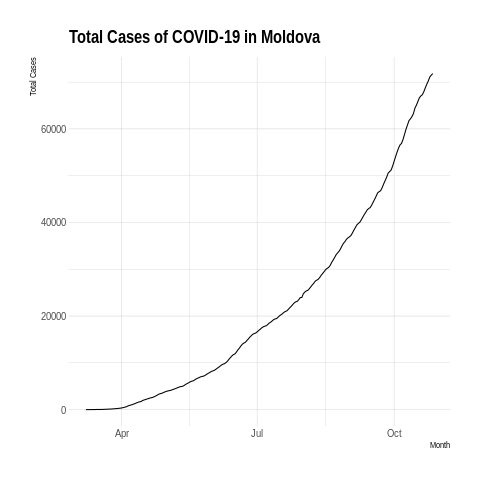 Total Cases of COVID-19 in Moldova
Total Cases
60000
40000
20000
0
Apr Jul Oct
Month